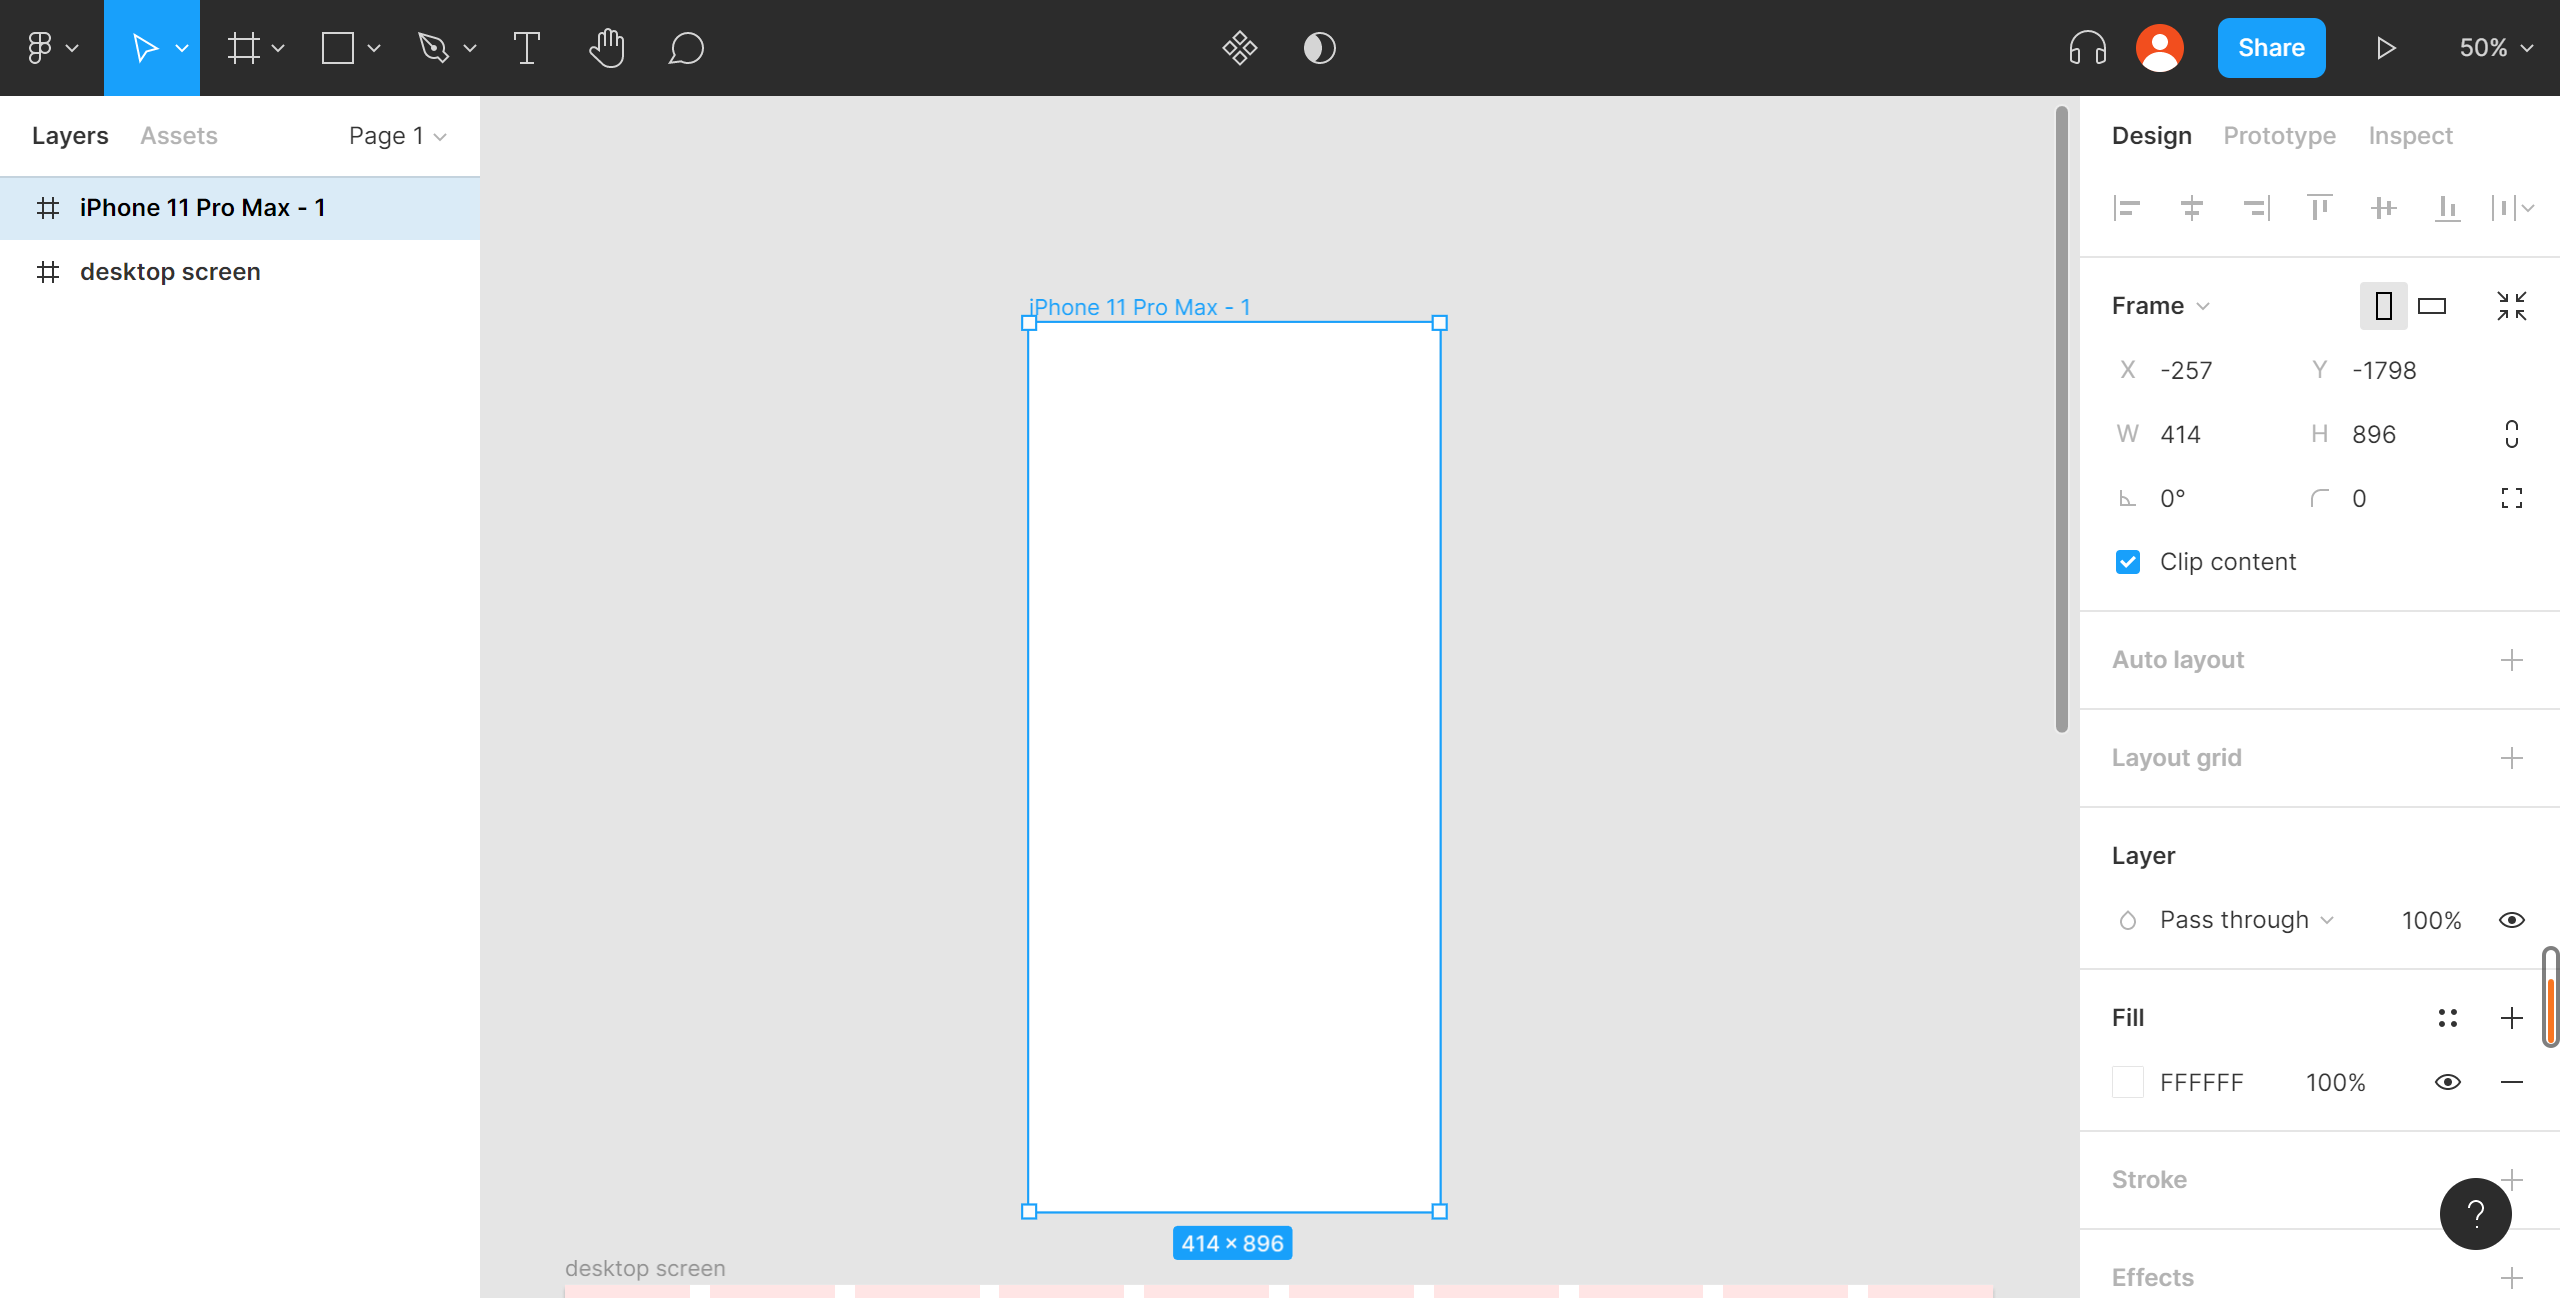 Share
50%
Layers
Assets
Page 1
iPhone 11 Pro Max - 1
desktop screen
iPhone 11 Pro Max - 1
414 × 896
desktop screen
Design
Prototype
Inspect
Frame
X -257
Y -1798
W 414
H 896
0°
0
Clip content
Auto layout
Layout grid
Layer
Pass through
100%
Fill
FFFFFF
100%
Stroke
?
Effects